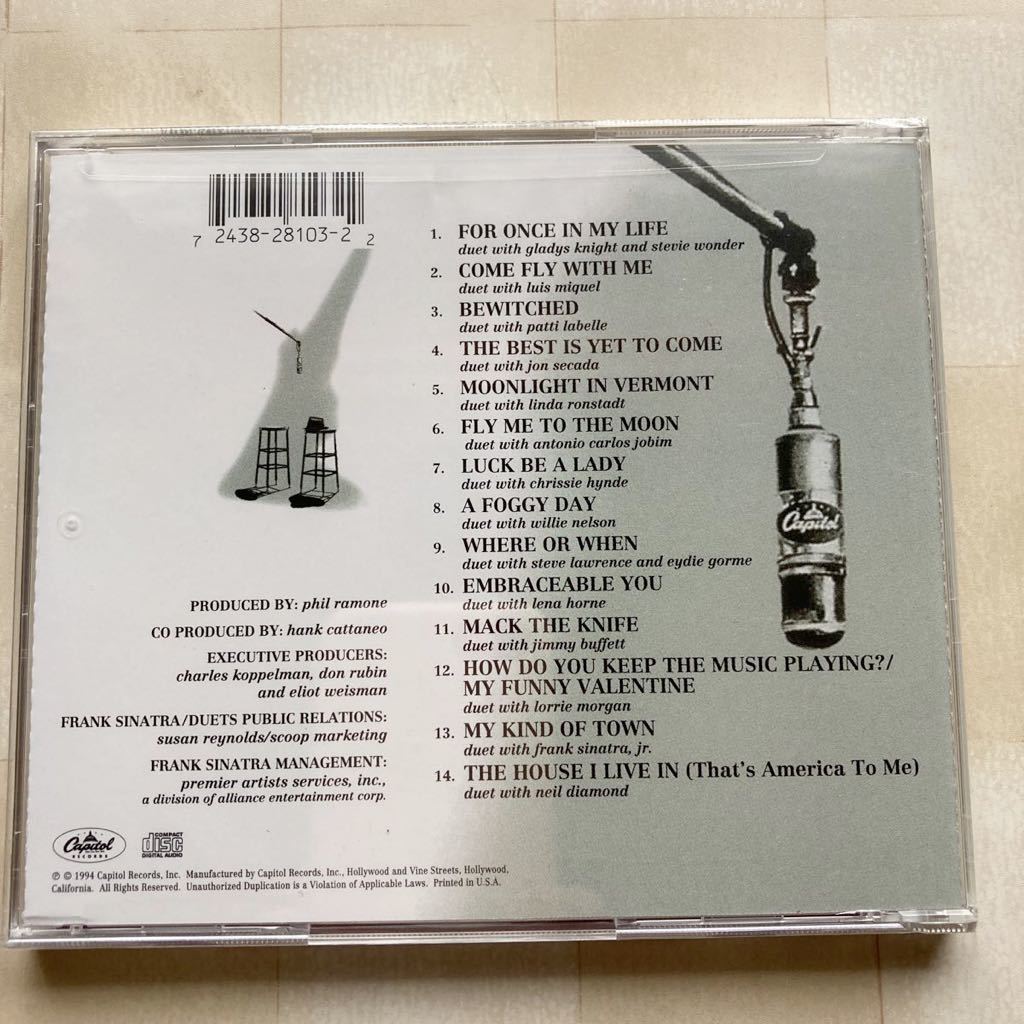 7 2438-28103-2 2
1. FOR ONCE IN MY LIFE
duet with gladys knight and stevie wonder
2. COME FLY WITH ME
duet with luis miquel
3. BEWITCHED
duet with patti labelle
4. THE BEST IS YET TO COME
duet with jon secada
5. MOONLIGHT IN VERMONT
duet with linda ronstadt
6. FLY ME TO THE MOON
duet with antonio carlos jobim
7. LUCK BE A LADY
duet with chrissie hynde
8. A FOGGY DAY
duet with willie nelson
9. WHERE OR WHEN
duet with steve lawrence and eydie gorme
10. EMBRACEABLE YOU
duet with lena horne
11. MACK THE KNIFE
duet with jimmy buffett
12. HOW DO YOU KEEP THE MUSIC PLAYING?/
MY FUNNY VALENTINE
duet with lorrie morgan
13. MY KIND OF TOWN
duet with frank sinatra, jr.
14. THE HOUSE I LIVE IN (That's America To Me)
duet with neil diamond
Capitol
PRODUCED BY: phil ramone
CO PRODUCED BY: hank cattaneo
EXECUTIVE PRODUCERS:
charles koppelman, don rubin
and eliot weisman
FRANK SINATRA/DUETS PUBLIC RELATIONS:
susan reynolds/scoop marketing
FRANK SINATRA MANAGEMENT:
premier artists services, inc.,
a division of alliance entertainment corp.
Capitol
RECORDS
COMPACT
disc
DIGITAL AUDIO
℗ © 1994 Capitol Records, Inc. Manufactured by Capitol Records, Inc., Hollywood and Vine Streets, Hollywood,
California. All Rights Reserved. Unauthorized Duplication is a Violation of Applicable Laws. Printed in U.S.A.